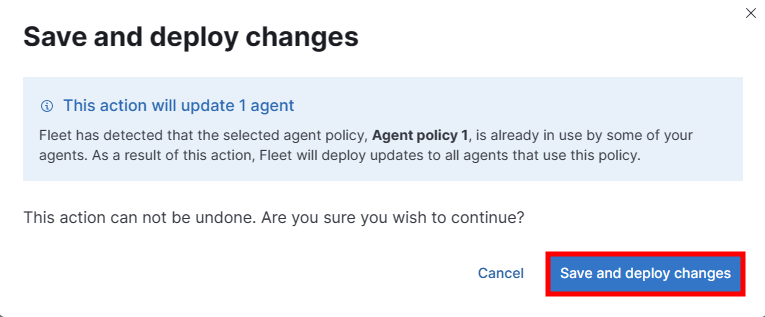 Save and deploy changes
This action will update 1 agent
Fleet has detected that the selected agent policy, Agent policy 1, is already in use by some of your
agents. As a result of this action, Fleet will deploy updates to all agents that use this policy.
This action can not be undone. Are you sure you wish to continue?
Cancel
Save and deploy changes